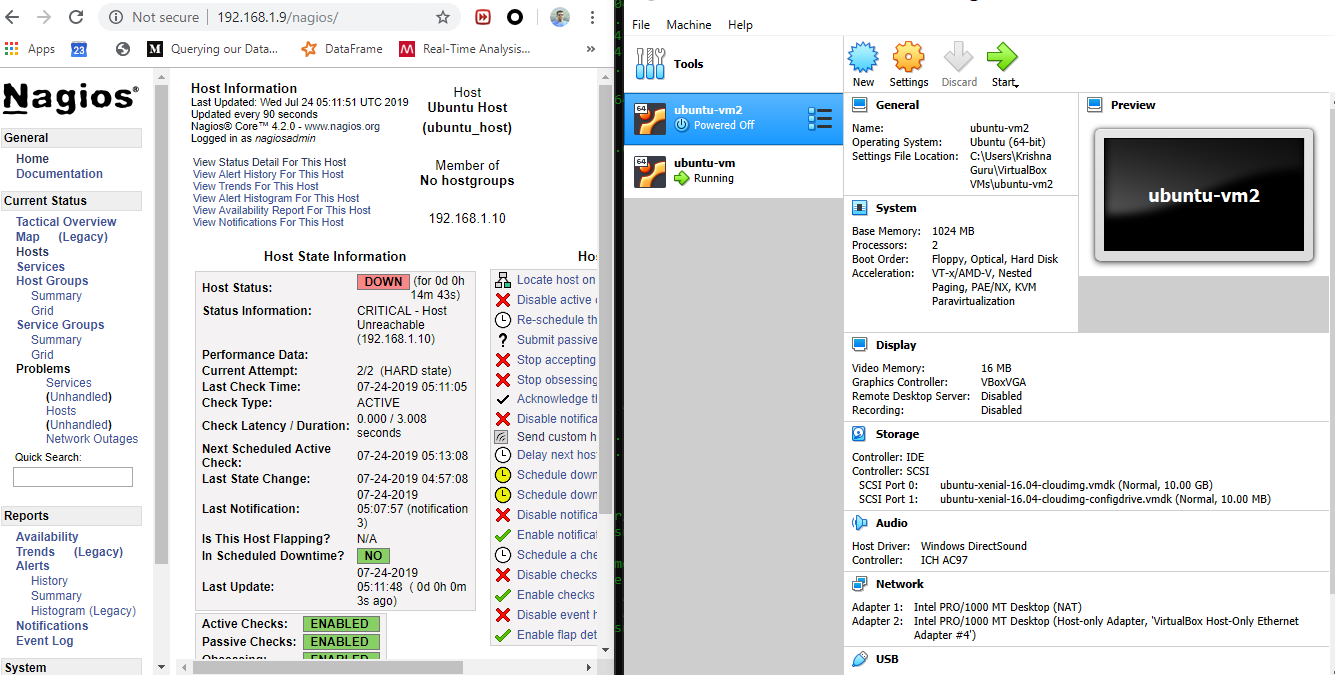 Not secure | 192.168.1.9/nagios/
Apps
23
M Querying our Data...
DataFrame
M Real-Time Analysis...
»
Nagios®
General
Home
Documentation
Current Status
Tactical Overview
Map (Legacy)
Hosts
Services
Host Groups
Summary
Grid
Service Groups
Summary
Grid
Problems
Services
(Unhandled)
Hosts
(Unhandled)
Network Outages
Quick Search:
Reports
Availability
Trends (Legacy)
Alerts
History
Summary
Histogram (Legacy)
Notifications
Event Log
System
Host Information
Last Updated: Wed Jul 24 05:11:51 UTC 2019
Updated every 90 seconds
Nagios® Core™ 4.2.0 - www.nagios.org
Logged in as nagiosadmin
View Status Detail For This Host
View Alert History For This Host
View Trends For This Host
View Alert Histogram For This Host
View Availability Report For This Host
View Notifications For This Host
Host
Ubuntu Host
(ubuntu_host)
Member of
No hostgroups
192.168.1.10
Host State Information
Host Status: DOWN (for 0d 0h
14m 43s)
Status Information: CRITICAL - Host
Unreachable
(192.168.1.10)
Performance Data:
Current Attempt: 2/2 (HARD state)
Last Check Time: 07-24-2019 05:11:05
Check Type: ACTIVE
Check Latency / Duration: 0.000 / 3.008
seconds
Next Scheduled Active
Check: 07-24-2019 05:13:08
Last State Change: 07-24-2019 04:57:08
Last Notification: 07-24-2019
05:07:57 (notification
3)
Is This Host Flapping? N/A
In Scheduled Downtime? NO
Last Update: 07-24-2019
05:11:48 ( 0d 0h 0m
3s ago)
Active Checks: ENABLED
Passive Checks: ENABLED
Obsessing: ENABLED
Ho
Locate host on
Disable active
Re-schedule th
Submit passive
Stop accepting
Stop obsessing
Acknowledge t
Disable notifica
Send custom h
Delay next hos
Schedule down
Schedule down
Disable notifica
Enable notificat
Schedule a che
Disable checks
Enable checks
Disable event h
Enable flap det
File Machine Help
Tools
New Settings Discard Start
64 ubuntu-vm2
Powered Off
64 ubuntu-vm
Running
General
Name: ubuntu-vm2
Operating System: Ubuntu (64-bit)
Settings File Location: C:\Users\Krishna
Guru\VirtualBox
VMs\ubuntu-vm2
System
Base Memory: 1024 MB
Processors: 2
Boot Order: Floppy, Optical, Hard Disk
Acceleration: VT-x/AMD-V, Nested
Paging, PAE/NX, KVM
Paravirtualization
Preview
ubuntu-vm2
Display
Video Memory: 16 MB
Graphics Controller: VBoxVGA
Remote Desktop Server: Disabled
Recording: Disabled
Storage
Controller: IDE
Controller: SCSI
SCSI Port 0: ubuntu-xenial-16.04-cloudimg.vmdk (Normal, 10.00 GB)
SCSI Port 1: ubuntu-xenial-16.04-cloudimg-configdrive.vmdk (Normal, 10.00 MB)
Audio
Host Driver: Windows DirectSound
Controller: ICH AC97
Network
Adapter 1: Intel PRO/1000 MT Desktop (NAT)
Adapter 2: Intel PRO/1000 MT Desktop (Host-only Adapter, 'VirtualBox Host-Only Ethernet
Adapter #4')
USB